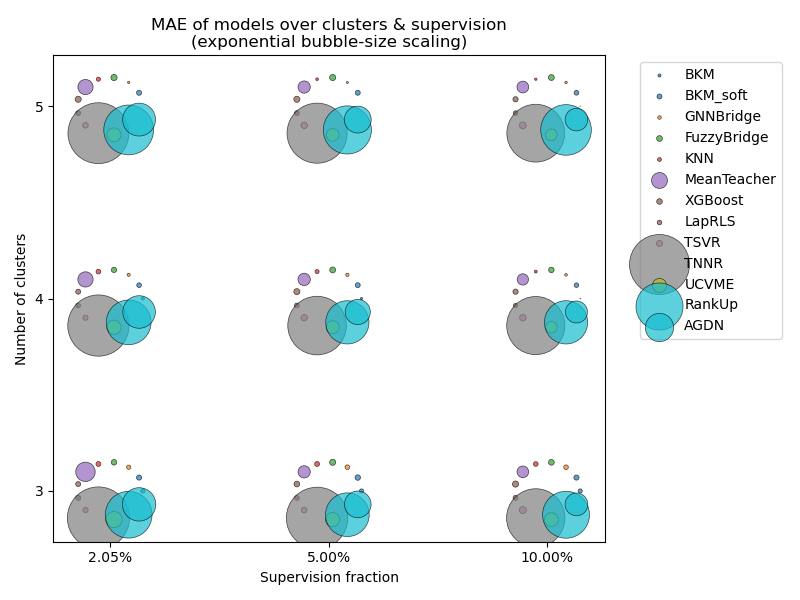 MAE of models over clusters & supervision
(exponential bubble-size scaling)
Number of clusters
5
4
3
2.05%
5.00%
10.00%
Supervision fraction
BKM
BKM_soft
GNNBridge
FuzzyBridge
KNN
MeanTeacher
XGBoost
LapRLS
TSVR
TNNR
UCVME
RankUp
AGDN